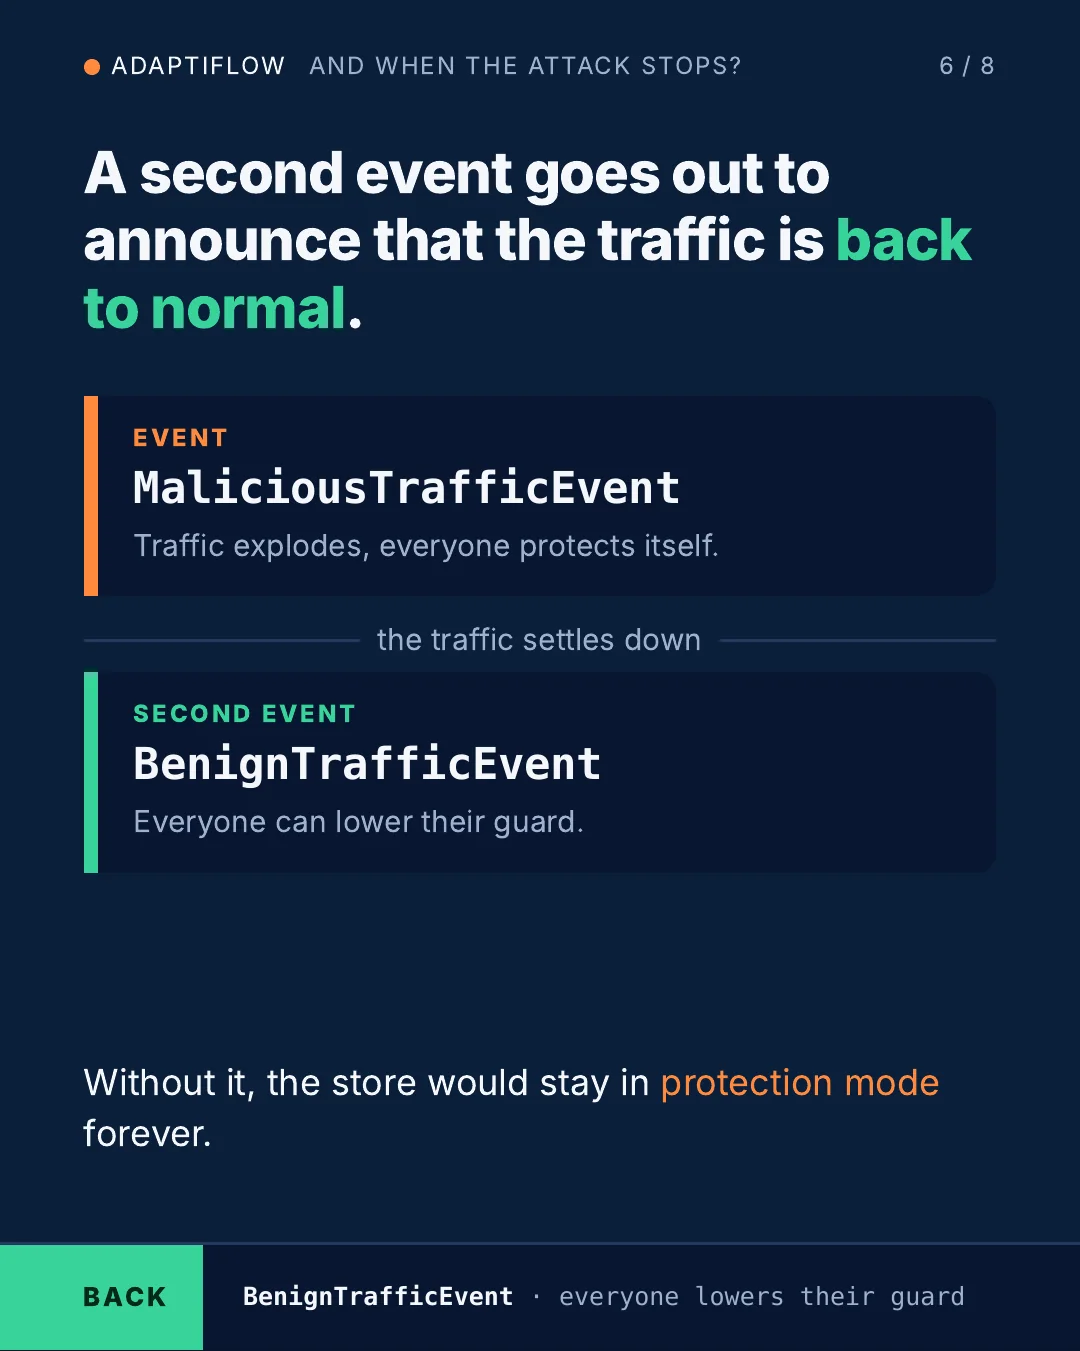 ADAPTIFLOW AND WHEN THE ATTACK STOPS? 6 / 8
A second event goes out to
announce that the traffic is back
to normal.
EVENT
MaliciousTrafficEvent
Traffic explodes, everyone protects itself.
the traffic settles down
SECOND EVENT
BenignTrafficEvent
Everyone can lower their guard.
Without it, the store would stay in protection mode
forever.
BACK BenignTrafficEvent · everyone lowers their guard